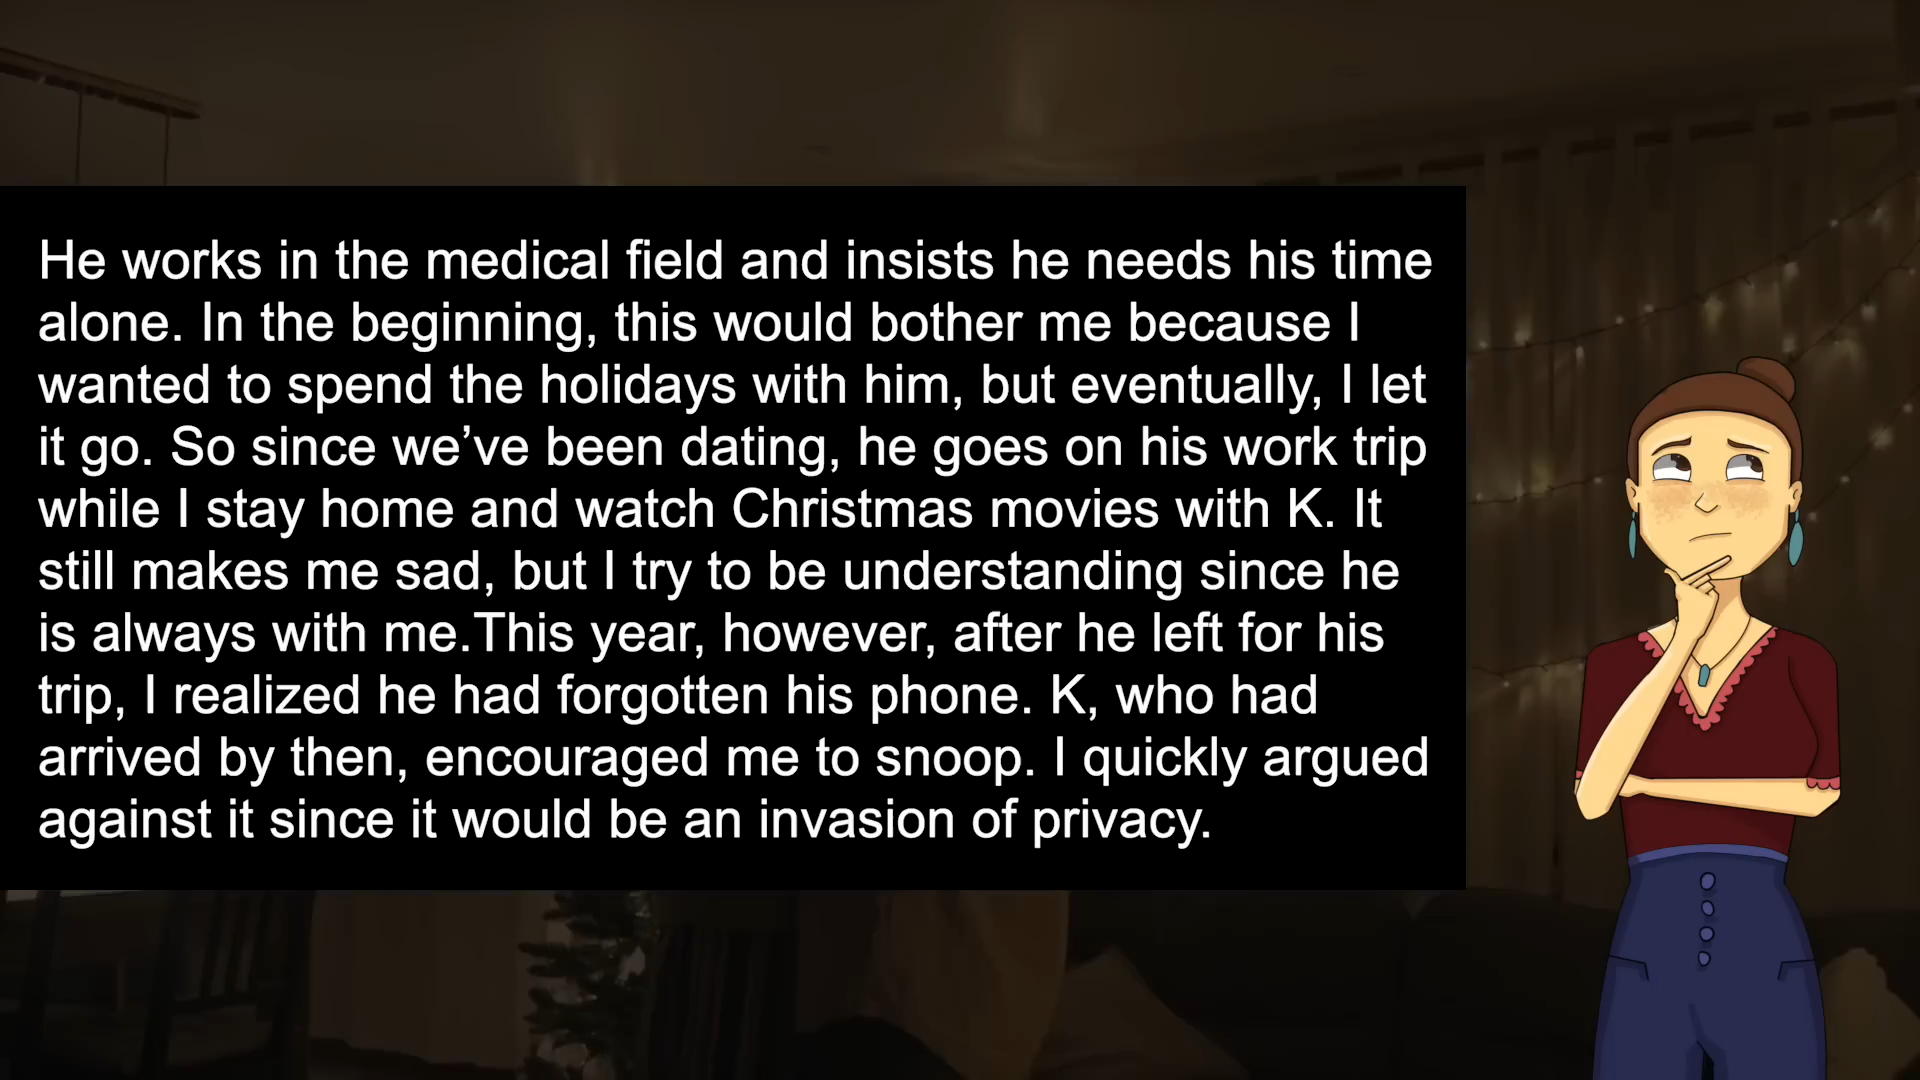 He works in the medical field and insists he needs his time
alone. In the beginning, this would bother me because I
wanted to spend the holidays with him, but eventually, I let
it go. So since we’ve been dating, he goes on his work trip
while I stay home and watch Christmas movies with K. It
still makes me sad, but I try to be understanding since he
is always with me.This year, however, after he left for his
trip, I realized he had forgotten his phone. K, who had
arrived by then, encouraged me to snoop. I quickly argued
against it since it would be an invasion of privacy.